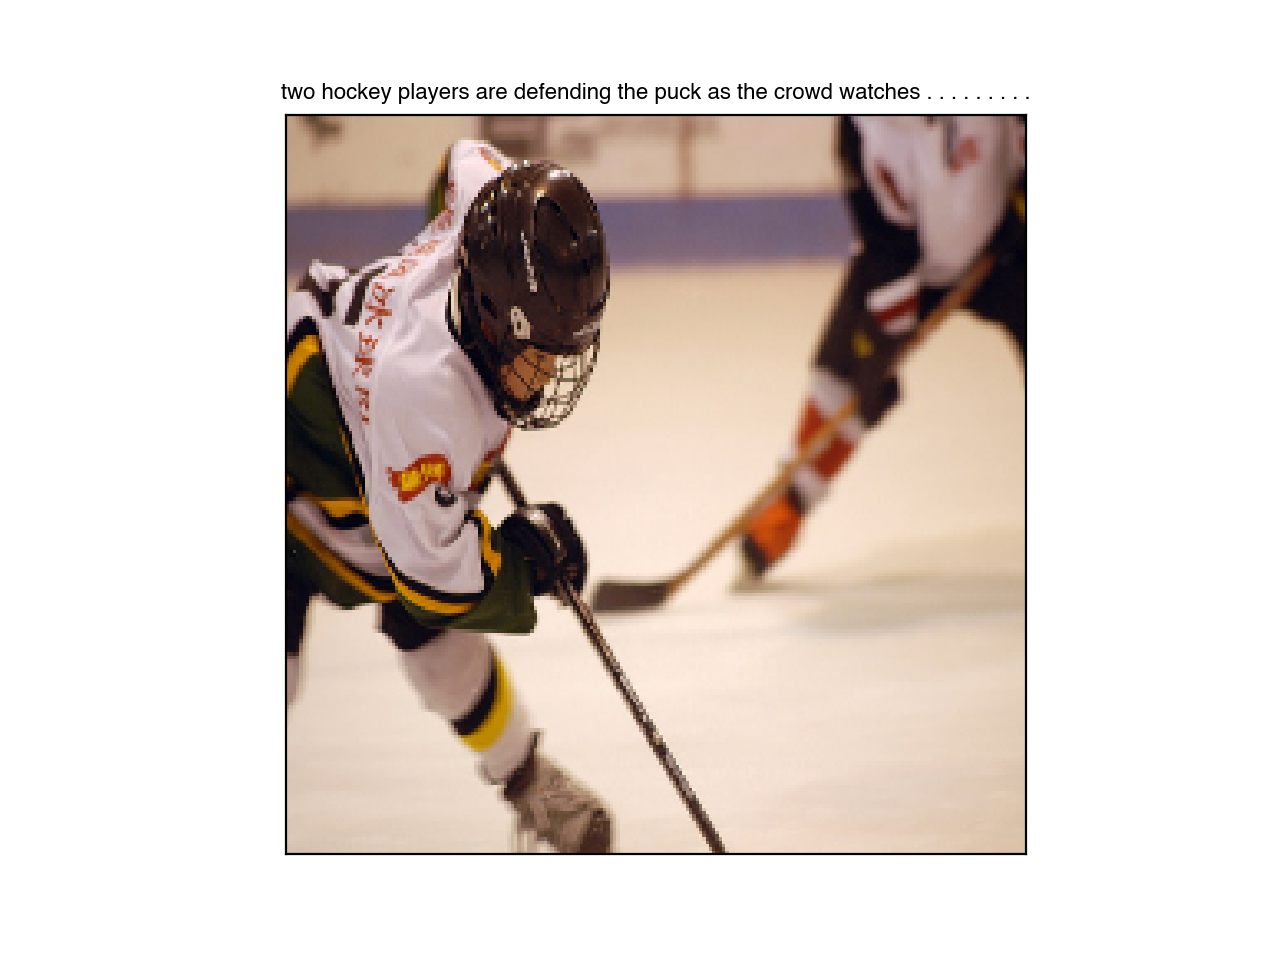 two hockey players are defending the puck as the crowd watches . . . . . . . . .